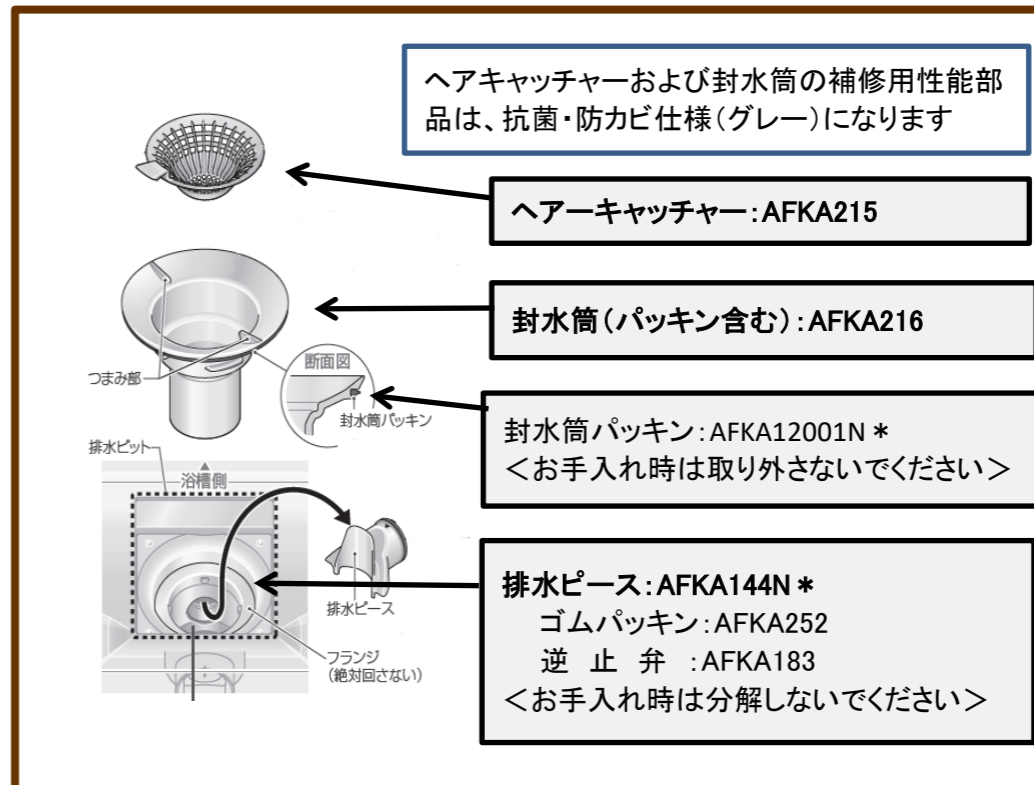 ヘアキャッチャーおよび封水筒の補修用性能部
品は、抗菌・防カビ仕様（グレー）になります
ヘアーキャッチャー：AFKA215
封水筒（パッキン含む）：AFKA216
つまみ部
断面図
封水筒パッキン
封水筒パッキン：AFKA12001N＊
＜お手入れ時は取り外さないでください＞
排水ピット
浴槽側
排水ピース
フランジ
（絶対回さない）
排水ピース：AFKA144N＊
ゴムパッキン：AFKA252
逆 止 弁 ：AFKA183
＜お手入れ時は分解しないでください＞